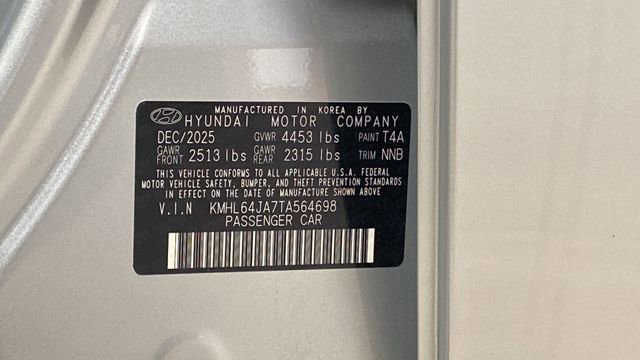 MANUFACTURED IN KOREA BY
HYUNDAI MOTOR COMPANY
DEC/2025 GVWR 4453 lbs PAINT T4A
GAWR FRONT 2513 lbs GAWR REAR 2315 lbs TRIM NNB
THIS VEHICLE CONFORMS TO ALL APPLICABLE U.S.A. FEDERAL
MOTOR VEHICLE SAFETY, BUMPER, AND THEFT PREVENTION
STANDARDS IN EFFECT ON THE DATE OF MANUFACTURE SHOWN ABOVE
V.I.N KMHL64JA7TA564698
PASSENGER CAR